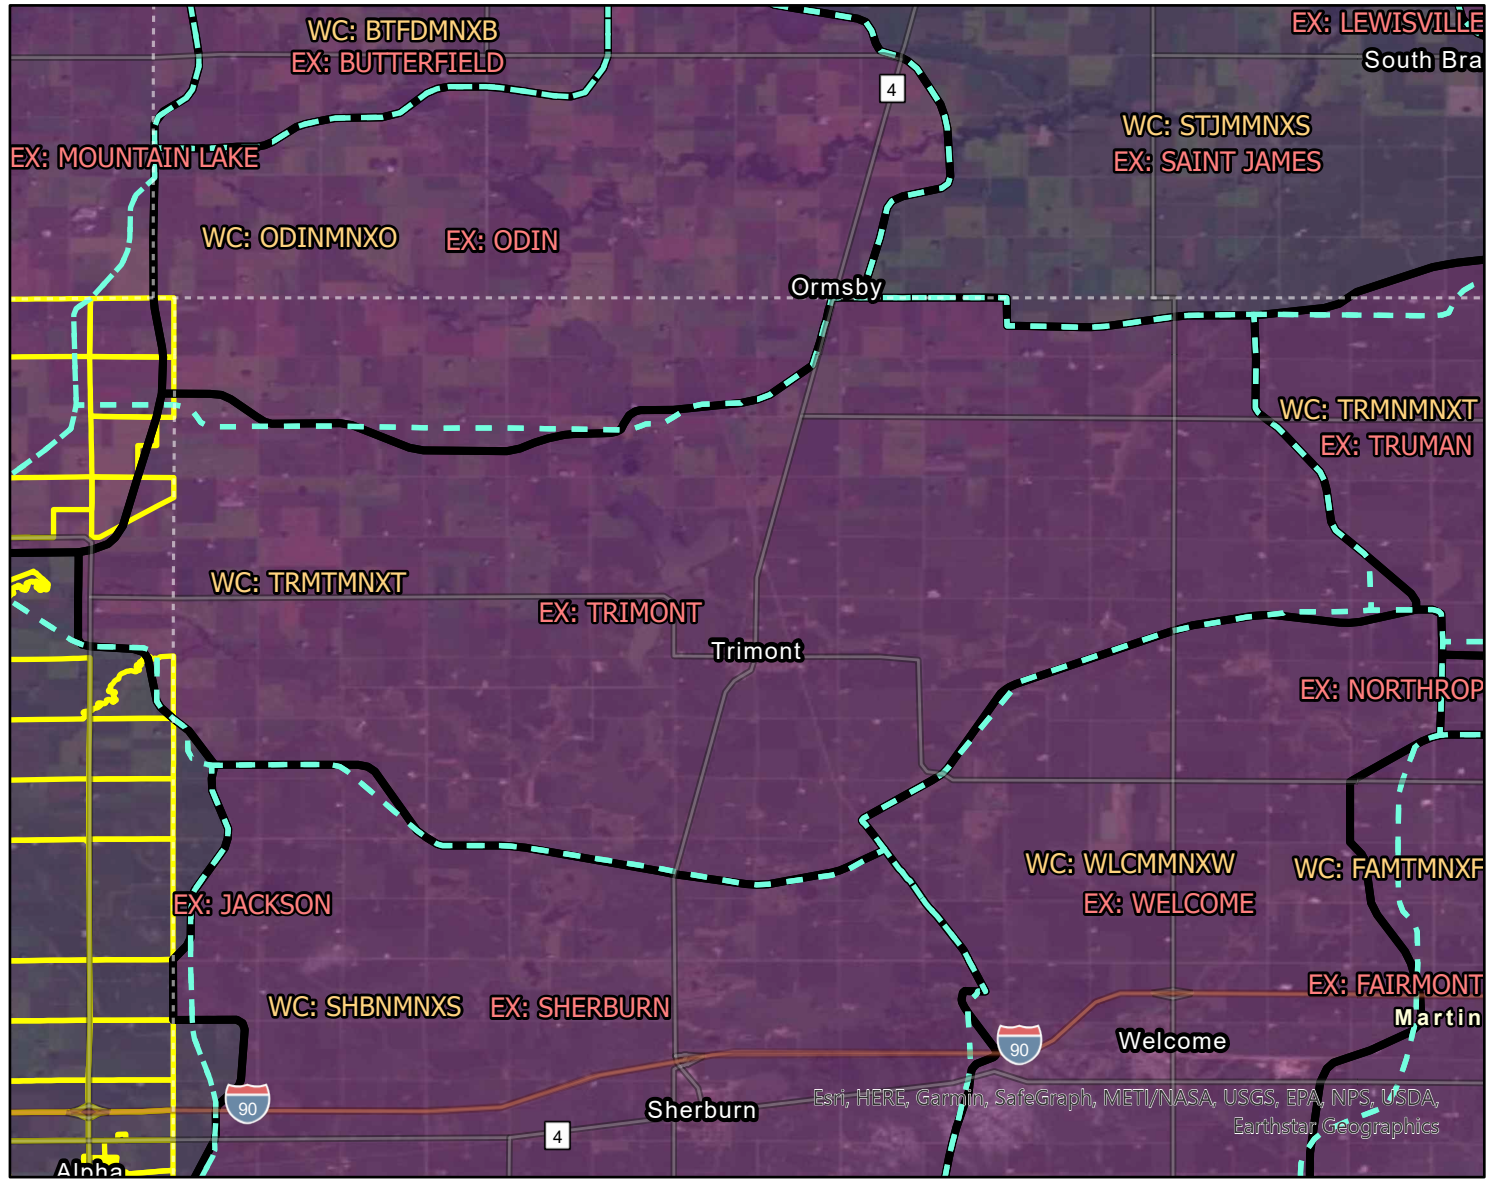 WC: BTFDMNXB
EX: BUTTERFIELD
EX: LEWISVILLE
South Bra
4
WC: STJMMNXS
EX: SAINT JAMES
EX: MOUNTAIN LAKE
WC: ODINMNXO
EX: ODIN
Ormsby
WC: TRMNMNXT
EX: TRUMAN
WC: TRMTMNXT
EX: TRIMONT
Trimont
EX: NORTHROP
WC: WLCMMNXW
EX: WELCOME
WC: FAMTMNXF
EX: JACKSON
EX: FAIRMONT
WC: SHBNMNXS
EX: SHERBURN
Martin
90
Welcome
90
Sherburn
Esri, HERE, Garmin, SafeGraph, METI/NASA, USGS, EPA, NPS, USDA,
Earthstar Geographics
4
Alpha